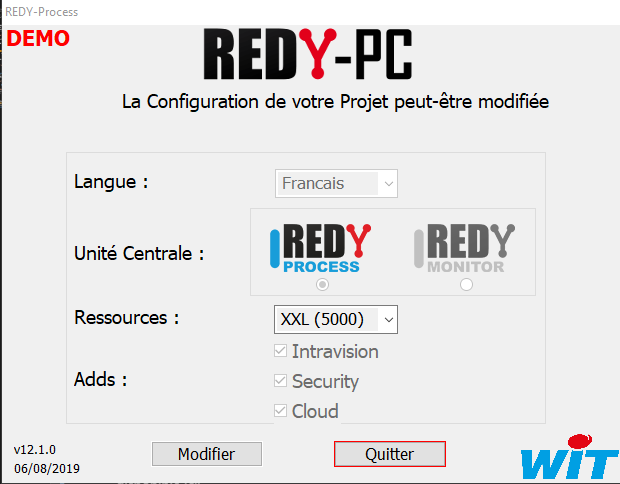 REDY-Process
DEMO
REDY-PC
La Configuration de votre Projet peut-être modifiée
Langue :
Francais
Unité Centrale :
REDY PROCESS
REDY MONITOR
Ressources :
XXL (5000)
Adds :
Intravision
Security
Cloud
v12.1.0
06/08/2019
Modifier
Quitter
WIT